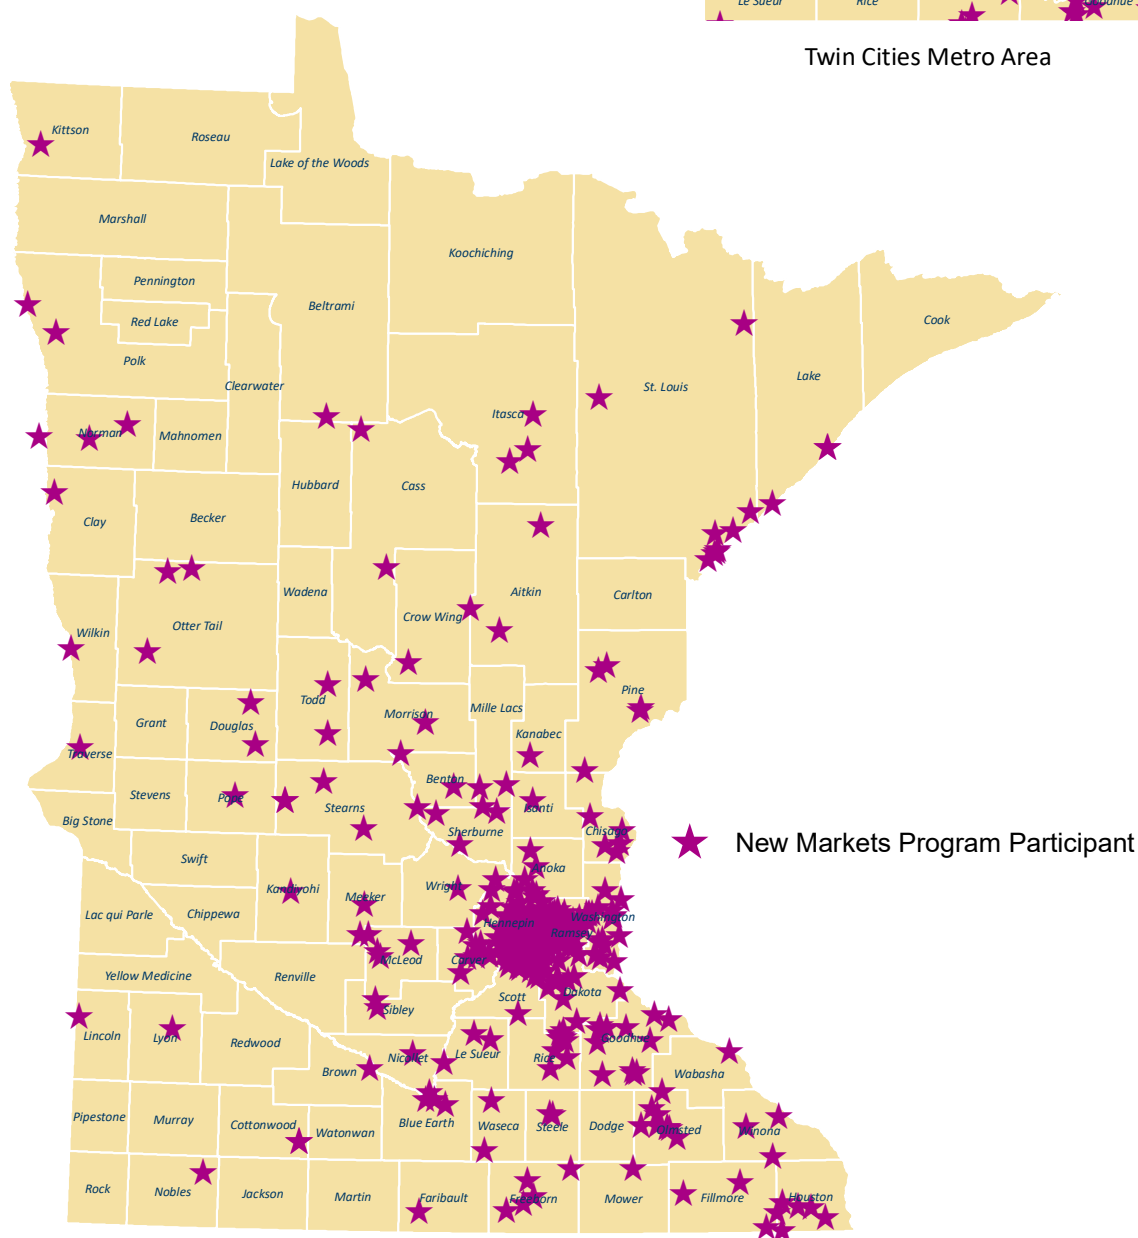 Le Sueur
Rice
Twin Cities Metro Area
Kittson
Roseau
Lake of the Woods
Marshall
Koochiching
Pennington
Beltrami
Red Lake
Cook
Polk
Clearwater
St. Louis
Lake
Itasca
Norman
Mahnomen
Hubbard
Cass
Becker
Clay
Wadena
Aitkin
Carlton
Crow Wing
Otter Tail
Wilkin
Pine
Todd
Mille Lacs
Morrison
Grant
Douglas
Kanabec
Traverse
Benton
Stevens
Pope
Stearns
Isanti
Big Stone
Sherburne
Chisago
New Markets Program Participant
Swift
Anoka
Wright
Kandiyohi
Meeker
Lac qui Parle
Chippewa
Hennepin
Washington
Ramsey
McLeod
Carver
Yellow Medicine
Renville
Dakota
Scott
Sibley
Lincoln
Lyon
Redwood
Goodhue
Nicollet
Le Sueur
Rice
Brown
Wabasha
Pipestone
Murray
Cottonwood
Watonwan
Blue Earth
Waseca
Steele
Dodge
Olmsted
Winona
Rock
Nobles
Jackson
Martin
Faribault
Freeborn
Mower
Fillmore
Houston